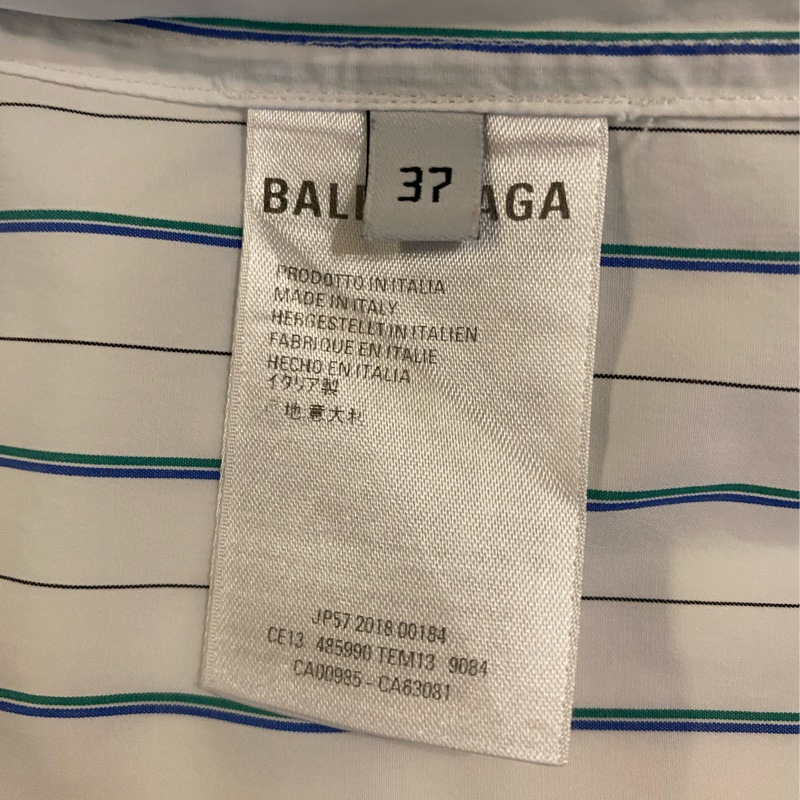 37
BAL AGA
PRODOTTO IN ITALIA
MADE IN ITALY
HERGESTELLT IN ITALIEN
FABRIQUE EN ITALIE
HECHO EN ITALIA
イタリア製
地 意大利
JP57 2018 00184
CE13 485990 TEM13 9084
CA00985 - CA63081